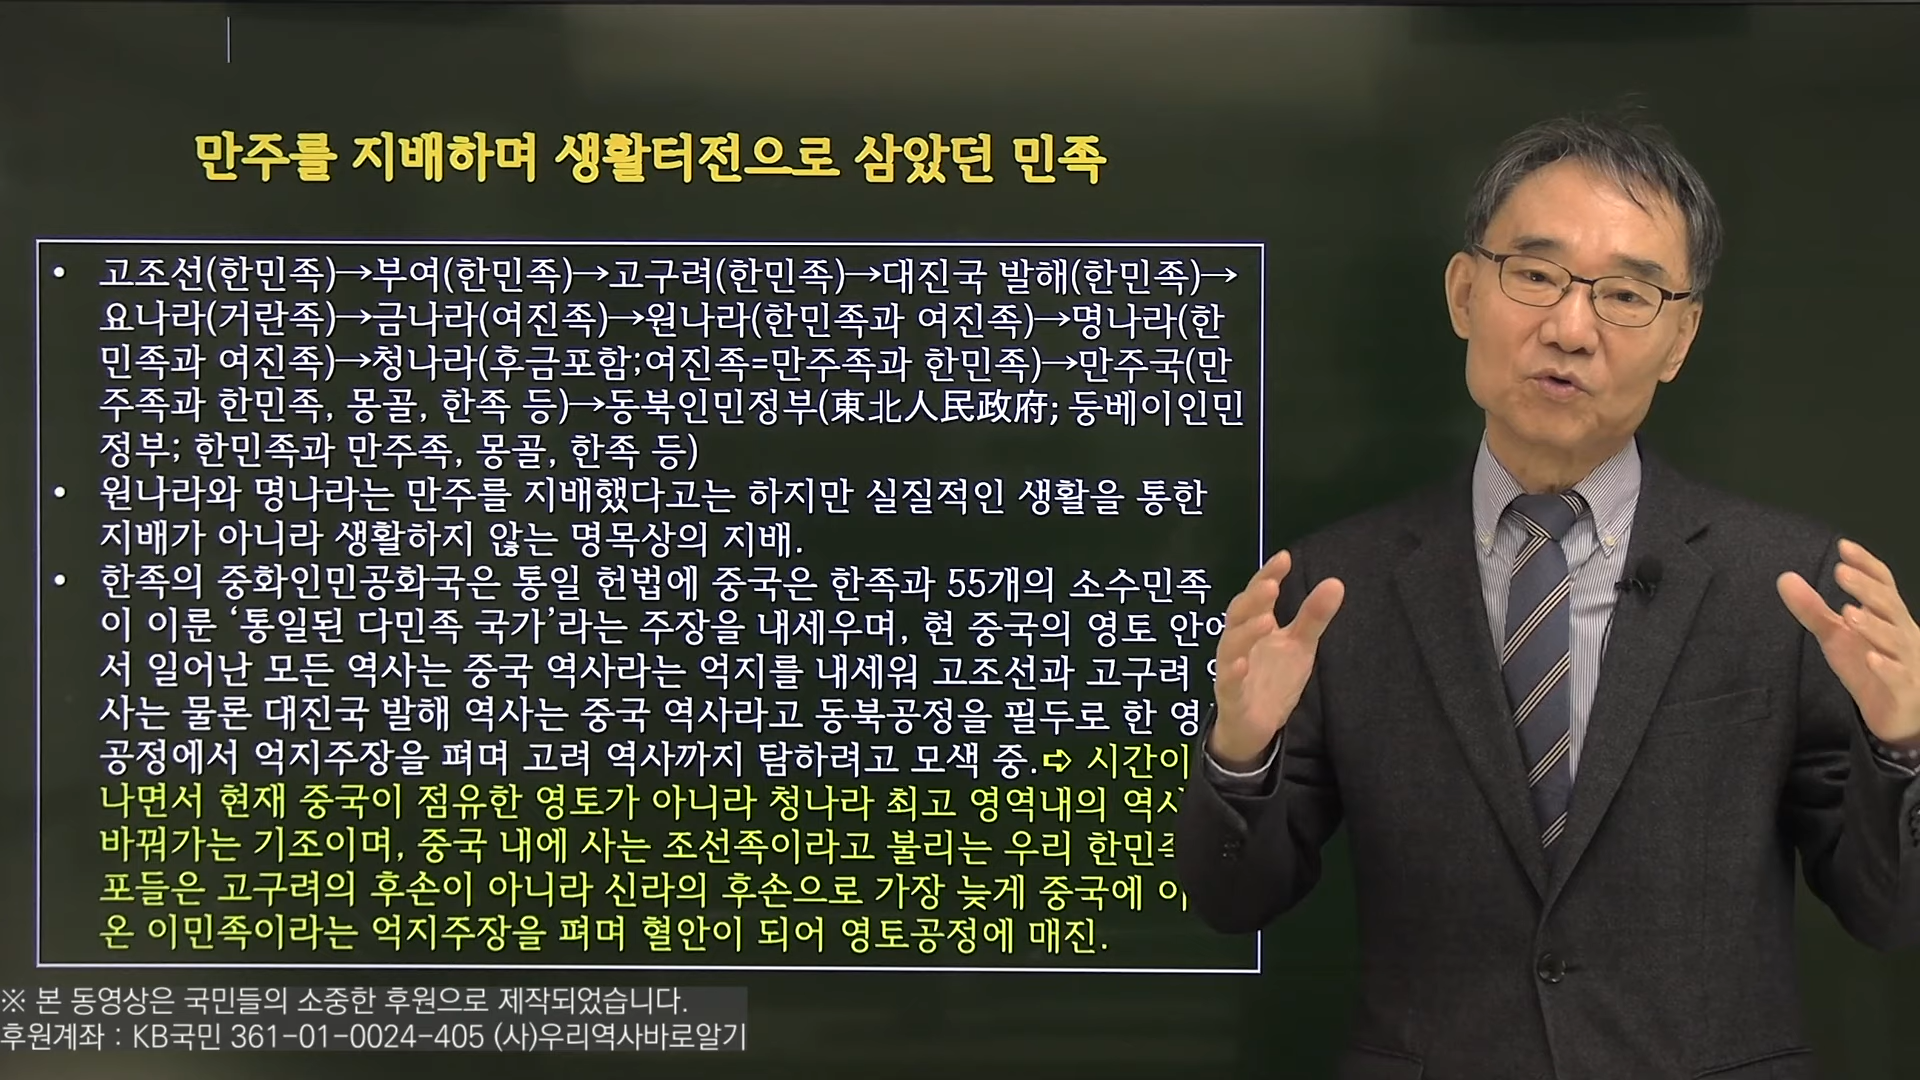 만주를 지배하며 생활터전으로 삼았던 민족
• 고조선(한민족)→부여(한민족)→고구려(한민족)→대진국 발해(한민족)→
요나라(거란족)→금나라(여진족)→원나라(한민족과 여진족)→명나라(한
민족과 여진족)→청나라(후금포함;여진족=만주족과 한민족)→만주국(만
주족과 한민족, 몽골, 한족 등)→동북인민정부(東北人民政府; 둥베이인민
정부; 한민족과 만주족, 몽골, 한족 등)
• 원나라와 명나라는 만주를 지배했다고는 하지만 실질적인 생활을 통한
지배가 아니라 생활하지 않는 명목상의 지배.
• 한족의 중화인민공화국은 통일 헌법에 중국은 한족과 55개의 소수민족
이 이룬 ‘통일된 다민족 국가’라는 주장을 내세우며, 현 중국의 영토 안에
서 일어난 모든 역사는 중국 역사라는 억지를 내세워 고조선과 고구려
사는 물론 대진국 발해 역사는 중국 역사라고 동북공정을 필두로 한 영
공정에서 억지주장을 펴며 고려 역사까지 탐하려고 모색 중.➪ 시간이
나면서 현재 중국이 점유한 영토가 아니라 청나라 최고 영역내의 역사
바꿔가는 기조이며, 중국 내에 사는 조선족이라고 불리는 우리 한민족
포들은 고구려의 후손이 아니라 신라의 후손으로 가장 늦게 중국에
온 이민족이라는 억지주장을 펴며 혈안이 되어 영토공정에 매진.
※ 본 동영상은 국민들의 소중한 후원으로 제작되었습니다.
후원계좌 : KB국민 361-01-0024-405 (사)우리역사바로알기